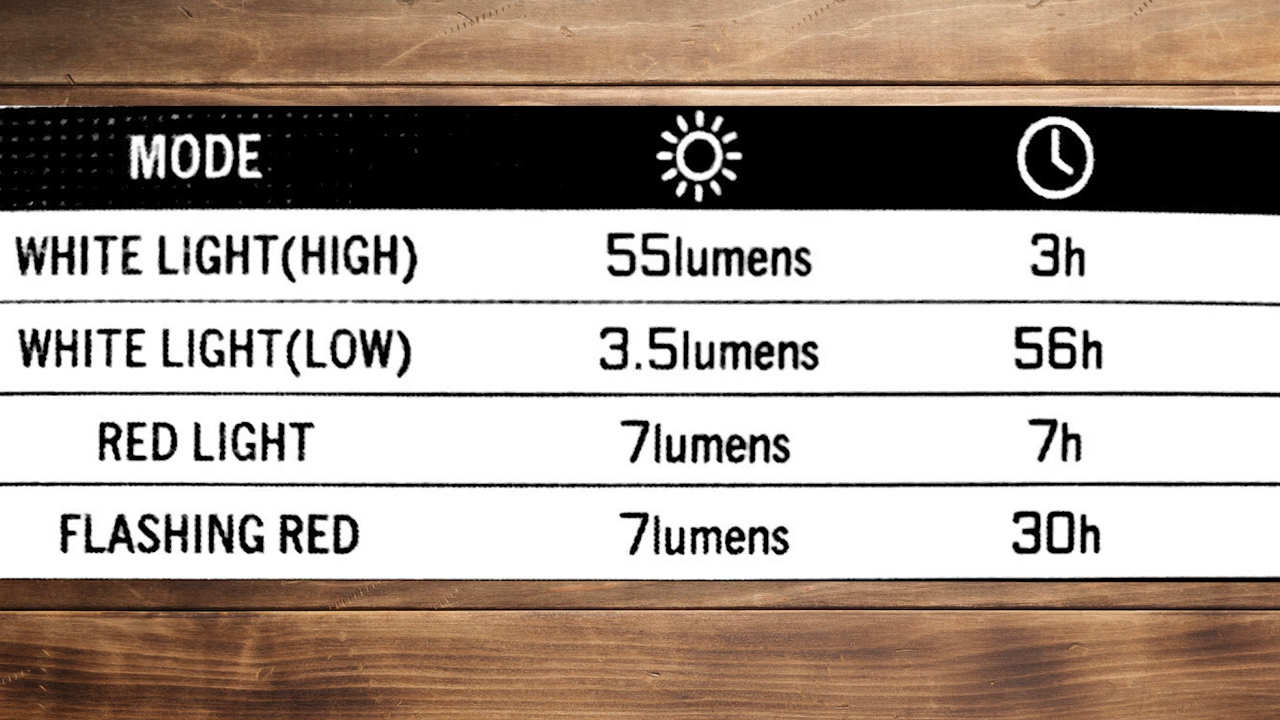 MODE
WHITE LIGHT(HIGH) 55lumens 3h
WHITE LIGHT(LOW) 3.5lumens 56h
RED LIGHT 7lumens 7h
FLASHING RED 7lumens 30h